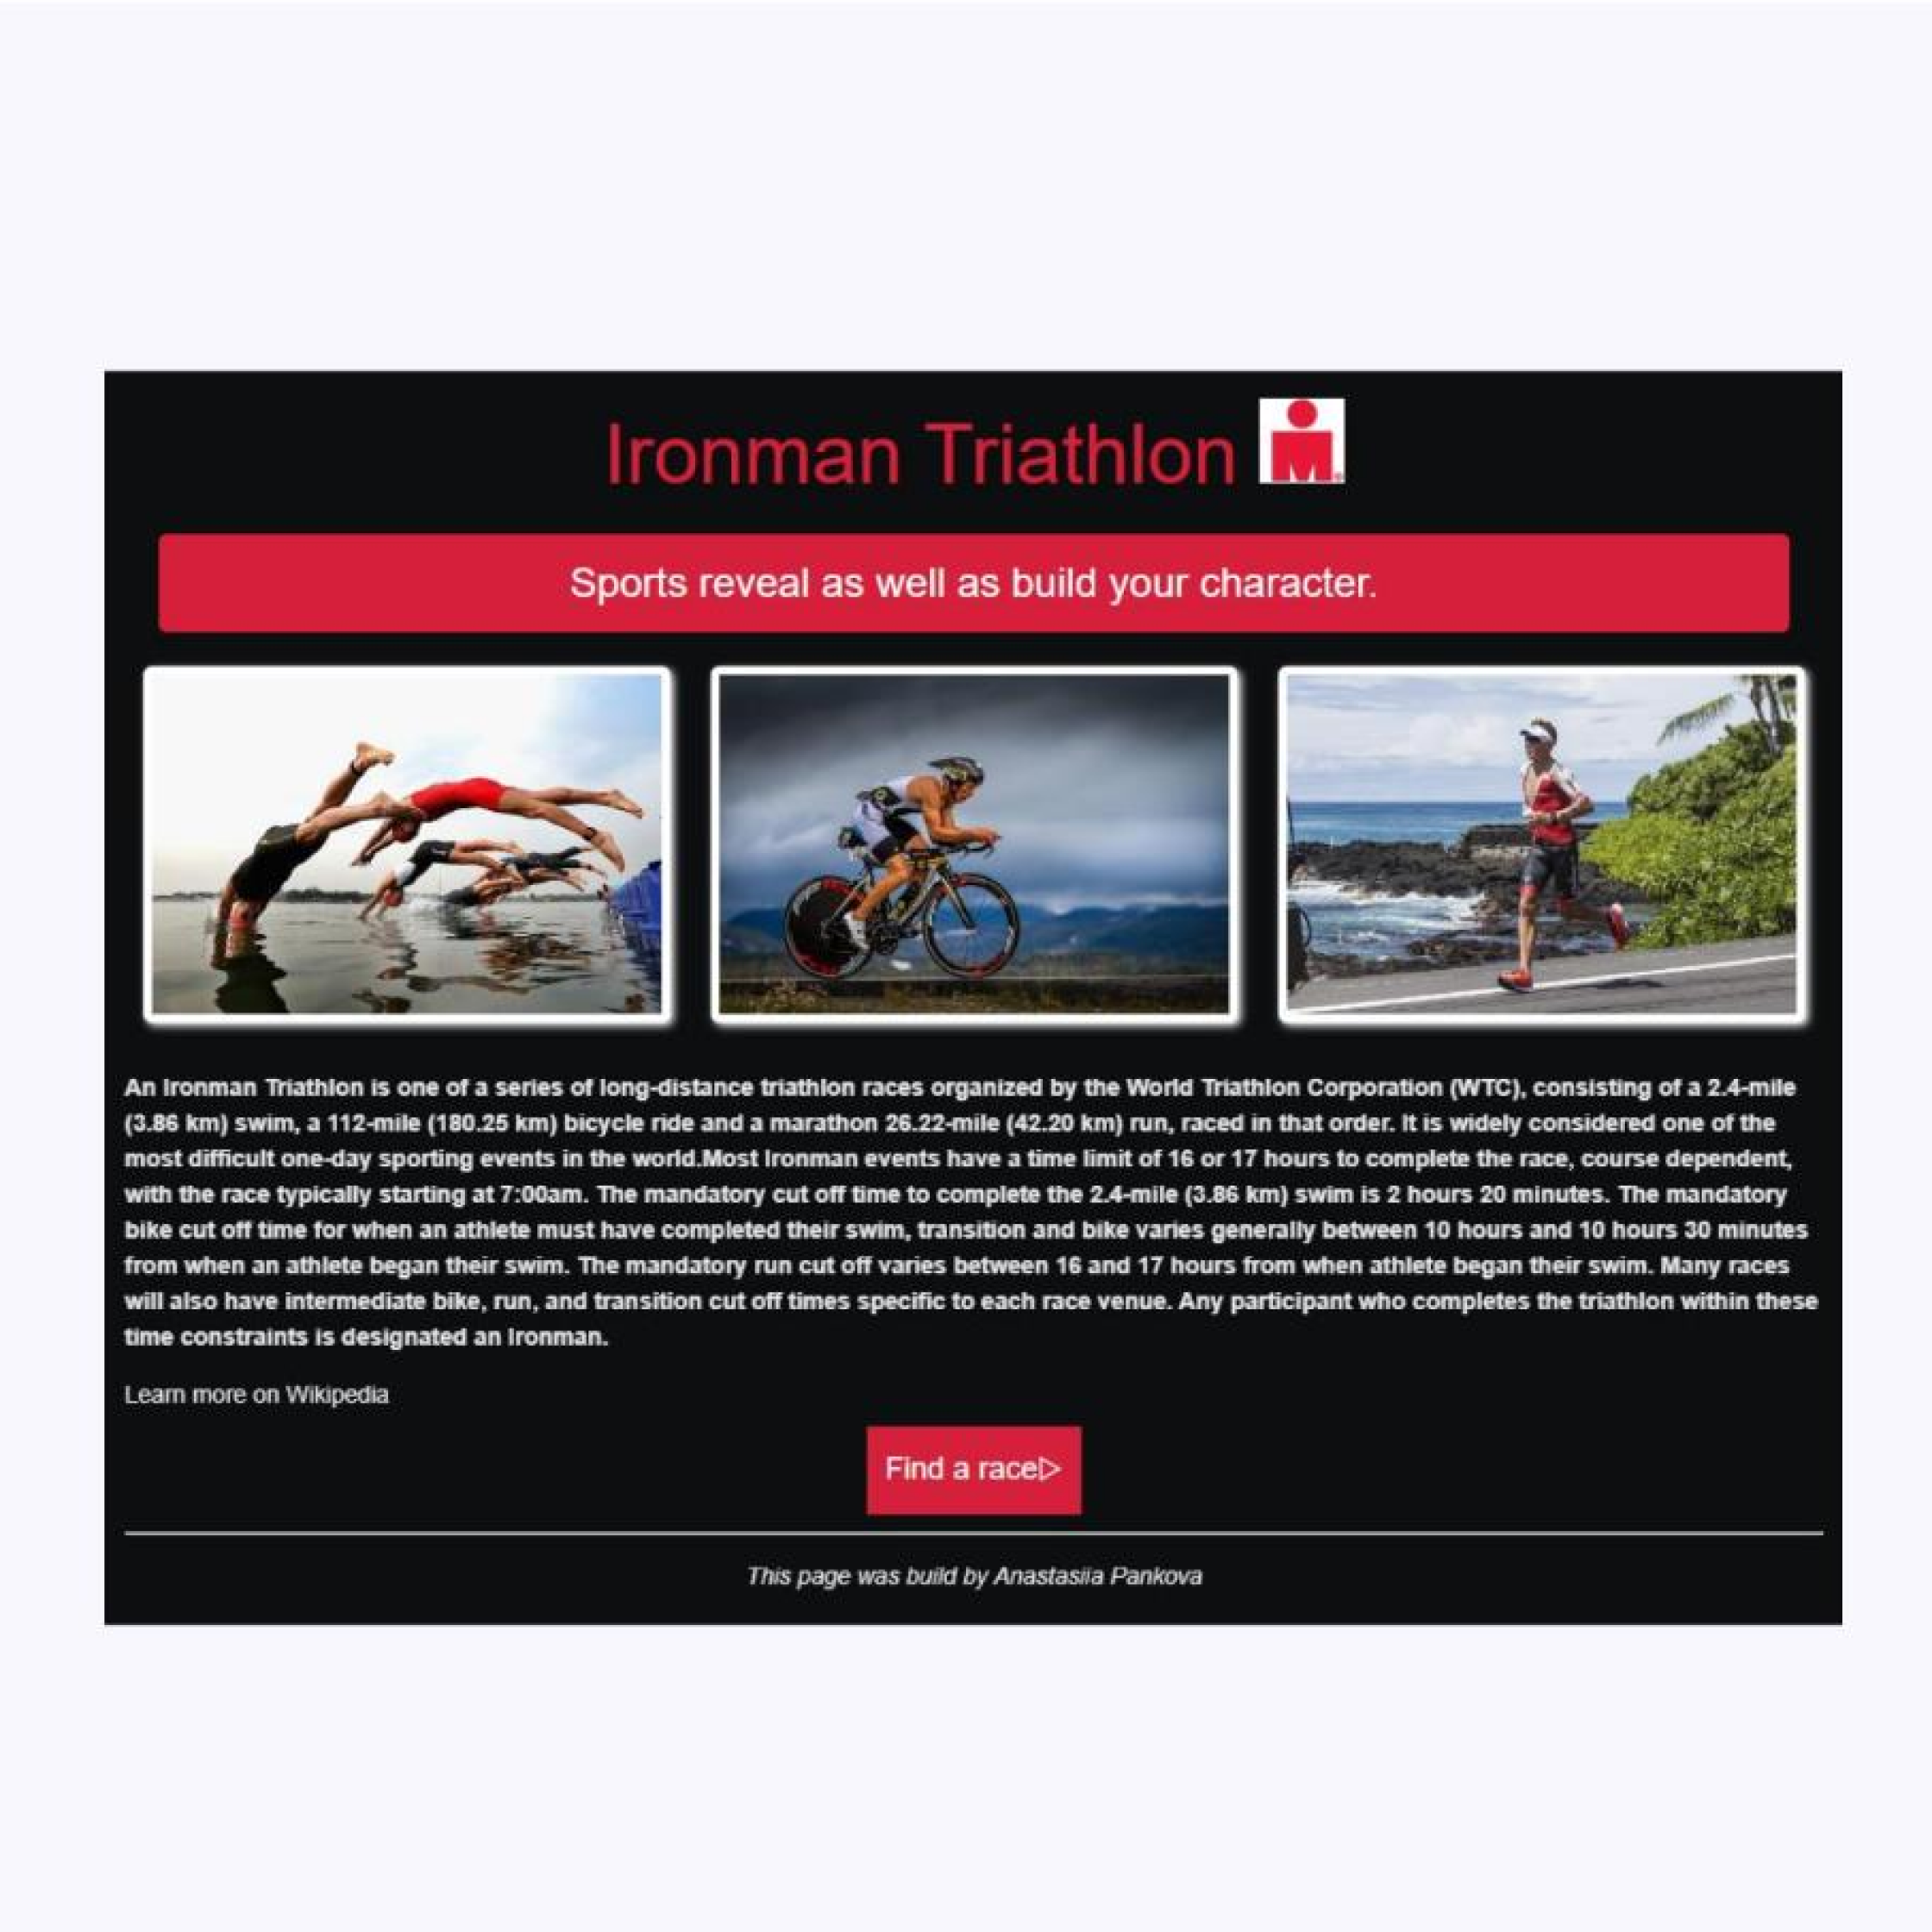 Ironman Triathlon
Sports reveal as well as build your character.
An Ironman Triathlon is one of a series of long-distance triathlon races organized by the World Triathlon Corporation (WTC), consisting of a 2.4-mile
(3.86 km) swim, a 112-mile (180.25 km) bicycle ride and a marathon 26.22-mile (42.20 km) run, raced in that order. It is widely considered one of the
most difficult one-day sporting events in the world.Most Ironman events have a time limit of 16 or 17 hours to complete the race, course dependent,
with the race typically starting at 7:00am. The mandatory cut off time to complete the 2.4-mile (3.86 km) swim is 2 hours 20 minutes. The mandatory
bike cut off time for when an athlete must have completed their swim, transition and bike varies generally between 10 hours and 10 hours 30 minutes
from when an athlete began their swim. The mandatory run cut off varies between 16 and 17 hours from when athlete began their swim. Many races
will also have intermediate bike, run, and transition cut off times specific to each race venue. Any participant who completes the triathlon within these
time constraints is designated an Ironman.
Learn more on Wikipedia
Find a race▷
This page was build by Anastasiia Pankova